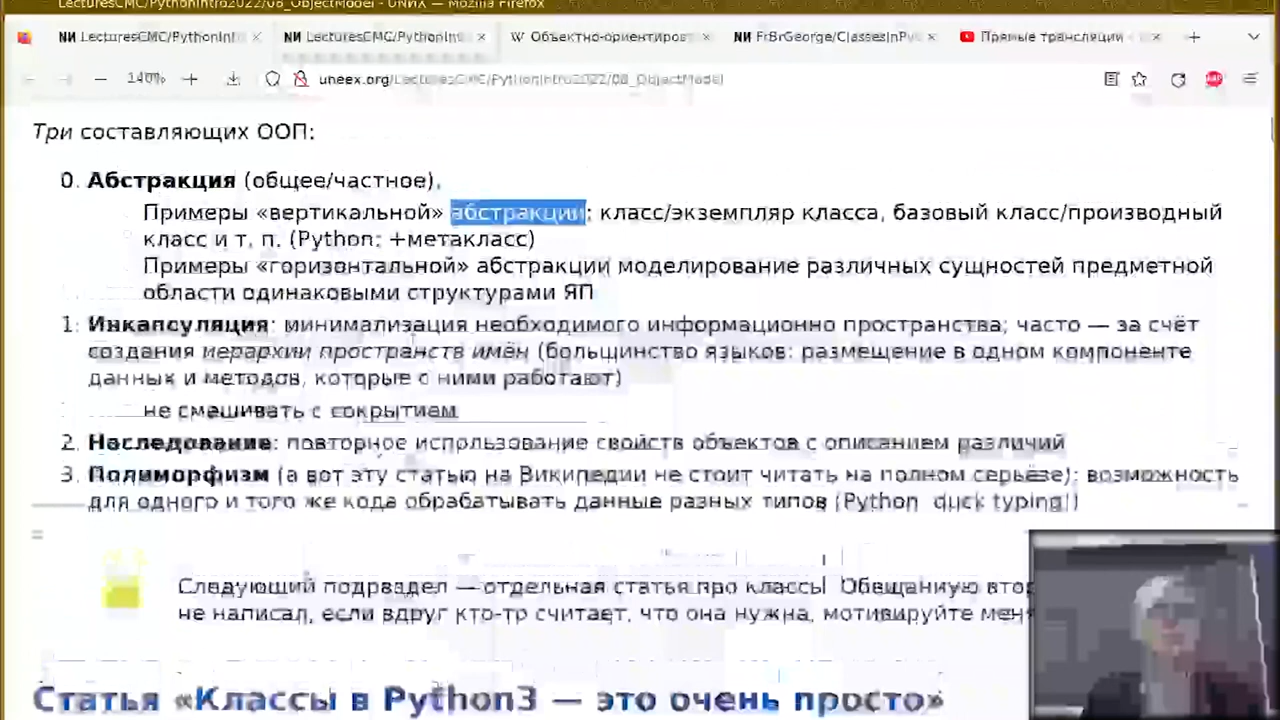 LecturesCMC/PythonIntro2022/08_ObjectModel - UNИX — Mozilla Firefox
LecturesCMC/PythonInt
LecturesCMC/PythonInt
Объектно-ориентиров
FrBrGeorge/ClassesInPy
Прямые трансляции
140%
uneex.org/LecturesCMC/PythonIntro2022/08_ObjectModel
Три составляющих ООП:
0. Абстракция (общее/частное),
Примеры «вертикальной» абстракции: класс/экземпляр класса, базовый класс/производный
класс и т. п. (Python: +метакласс)
Примеры «горизонтальной» абстракции моделирование различных сущностей предметной
области одинаковыми структурами ЯП
1. Инкапсуляция: минимализация необходимого информационно пространства; часто — за счёт
создания иерархии пространств имён (большинство языков: размещение в одном компоненте
данных и методов, которые с ними работают)
не смешивать с сокрытием
2. Наследование: повторное использование свойств объектов с описанием различий
3. Полиморфизм (а вот эту статью на Википедии не стоит читать на полном серьёзе): возможность
для одного и того же кода обрабатывать данные разных типов (Python duck typing!)
Следующий подраздел — отдельная статья про классы Обещанную втор
не написал, если вдруг кто-то считает, что она нужна, мотивируйте мен
Статья «Классы в Python3 — это очень просто»